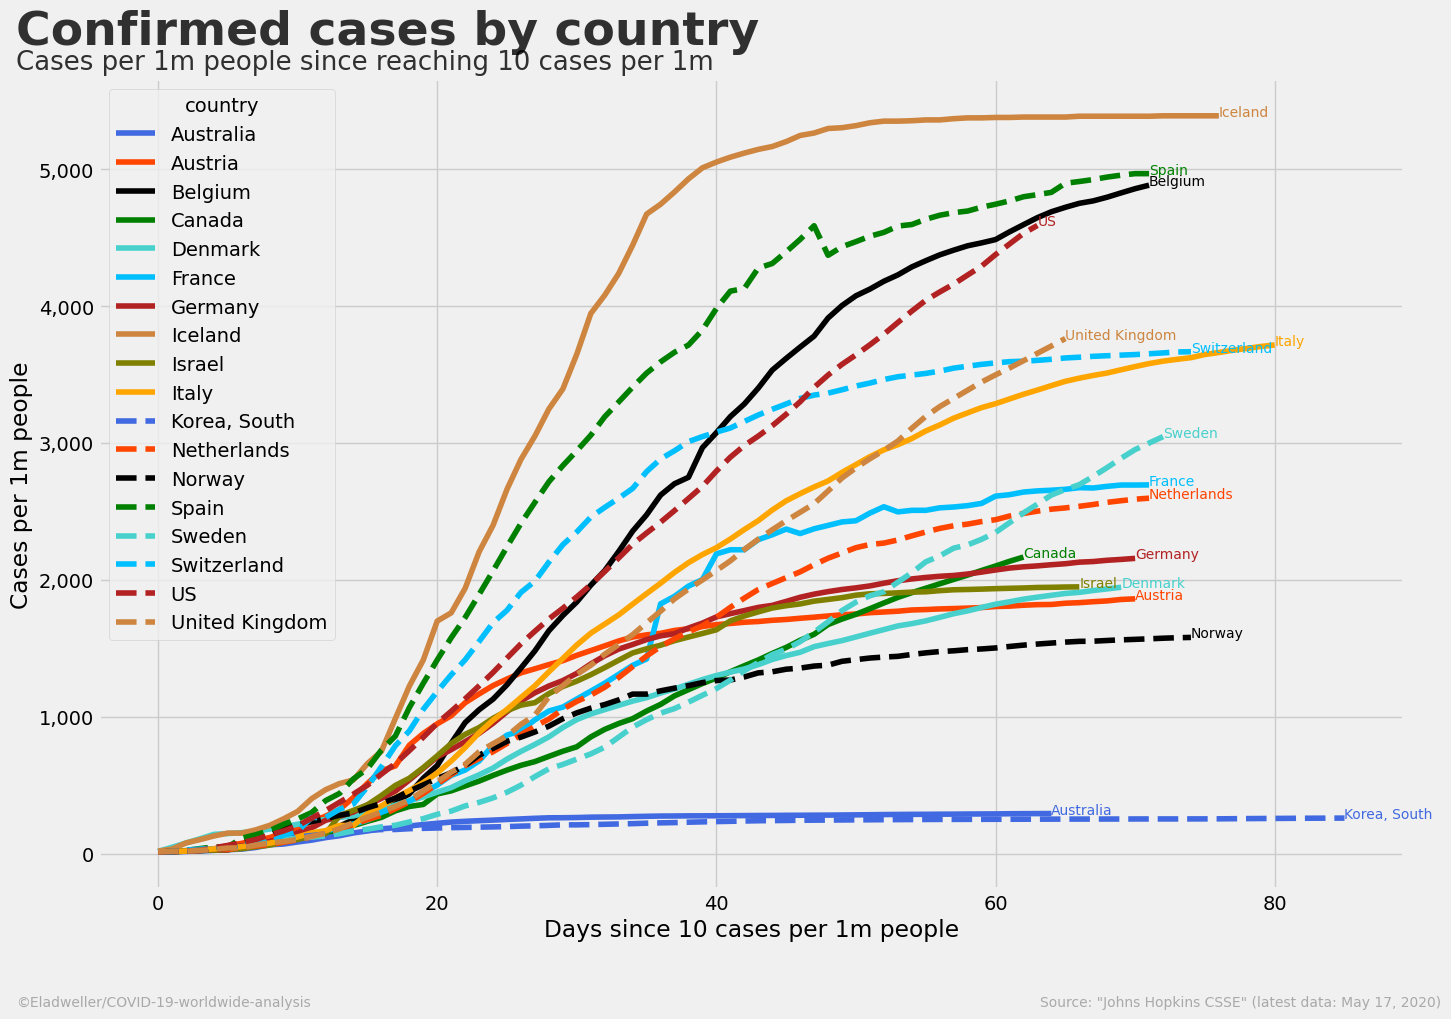 Confirmed cases by country
Cases per 1m people since reaching 10 cases per 1m
country
Australia
Austria
Belgium
Canada
Denmark
France
Germany
Iceland
Israel
Italy
Korea, South
Netherlands
Norway
Spain
Sweden
Switzerland
US
United Kingdom
Cases per 1m people
5,000
4,000
3,000
2,000
1,000
0
Iceland
Spain
Belgium
US
United Kingdom
Italy
Switzerland
Sweden
France
Netherlands
Canada
Germany
Israel
Denmark
Austria
Norway
Australia
Korea, South
0 20 40 60 80
Days since 10 cases per 1m people
©Eladweller/COVID-19-worldwide-analysis
Source: "Johns Hopkins CSSE" (latest data: May 17, 2020)